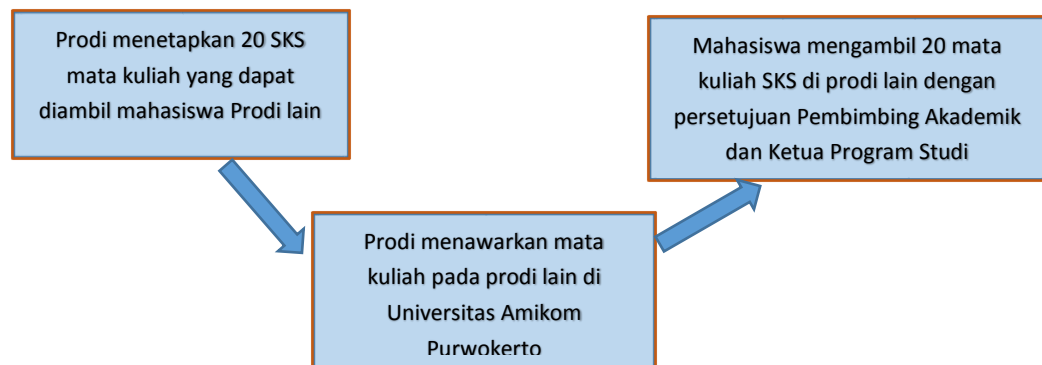 Prodi menetapkan 20 SKS
mata kuliah yang dapat
diambil mahasiswa Prodi lain
Prodi menawarkan mata
kuliah pada prodi lain di
Universitas Amikom
Purwokerto
Mahasiswa mengambil 20 mata
kuliah SKS di prodi lain dengan
persetujuan Pembimbing Akademik
dan Ketua Program Studi